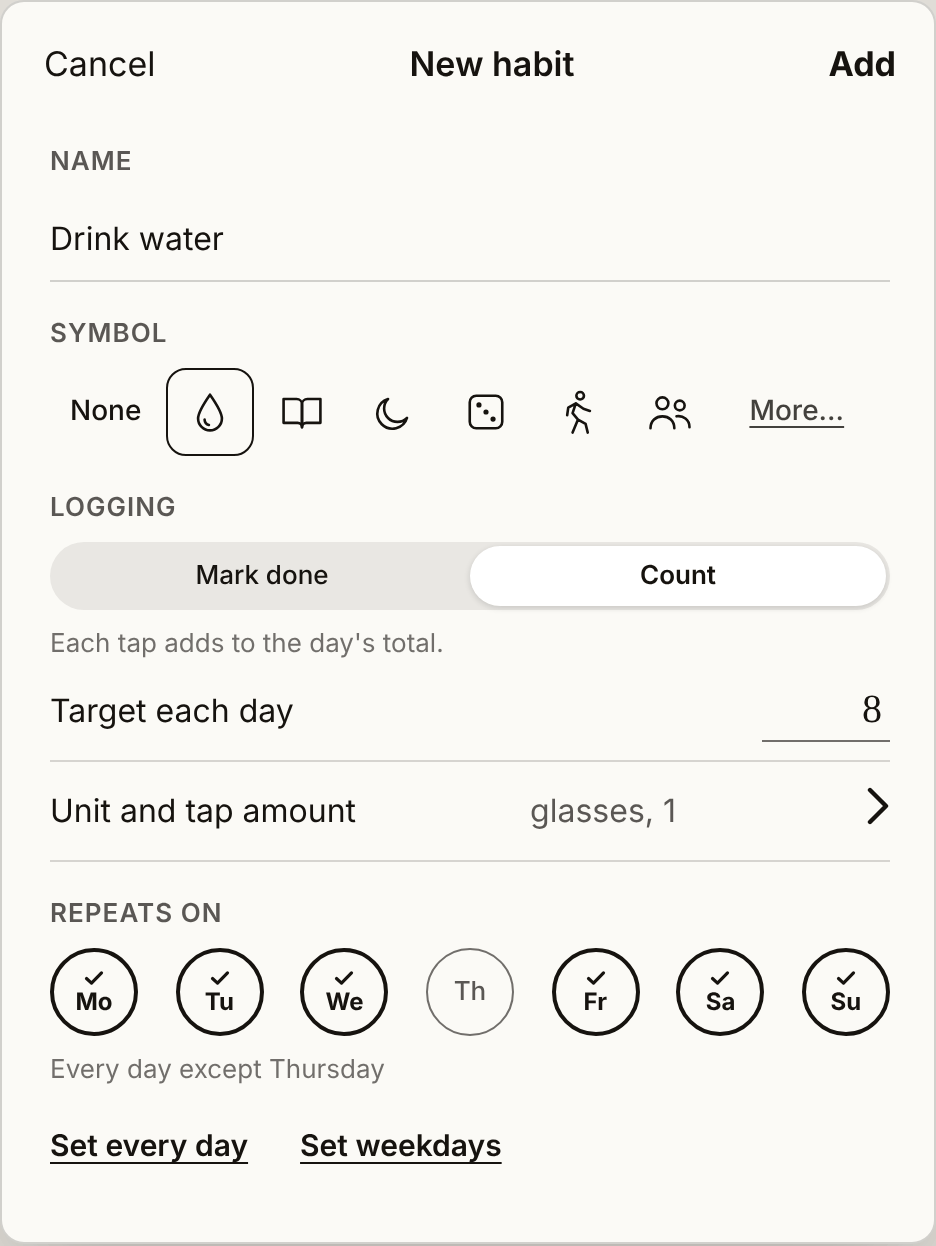 Cancel New habit Add
NAME
Drink water
SYMBOL
None More...
LOGGING
Mark done Count
Each tap adds to the day's total.
Target each day 8
Unit and tap amount glasses, 1
REPEATS ON
Mo Tu We Th Fr Sa Su
Every day except Thursday
Set every day Set weekdays